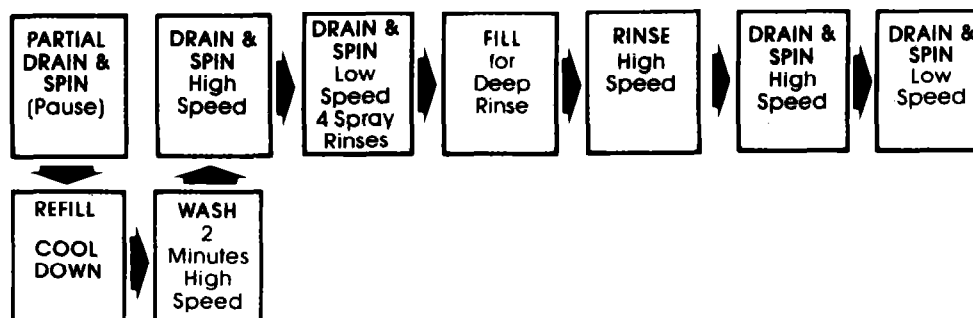 PARTIAL
DRAIN &
SPIN
(Pause)
REFILL
COOL
DOWN
WASH
2
Minutes
High
Speed
DRAIN &
SPIN
High
Speed
DRAIN &
SPIN
Low
Speed
4 Spray
Rinses
FILL
for
Deep
Rinse
RINSE
High
Speed
DRAIN &
SPIN
High
Speed
DRAIN &
SPIN
Low
Speed